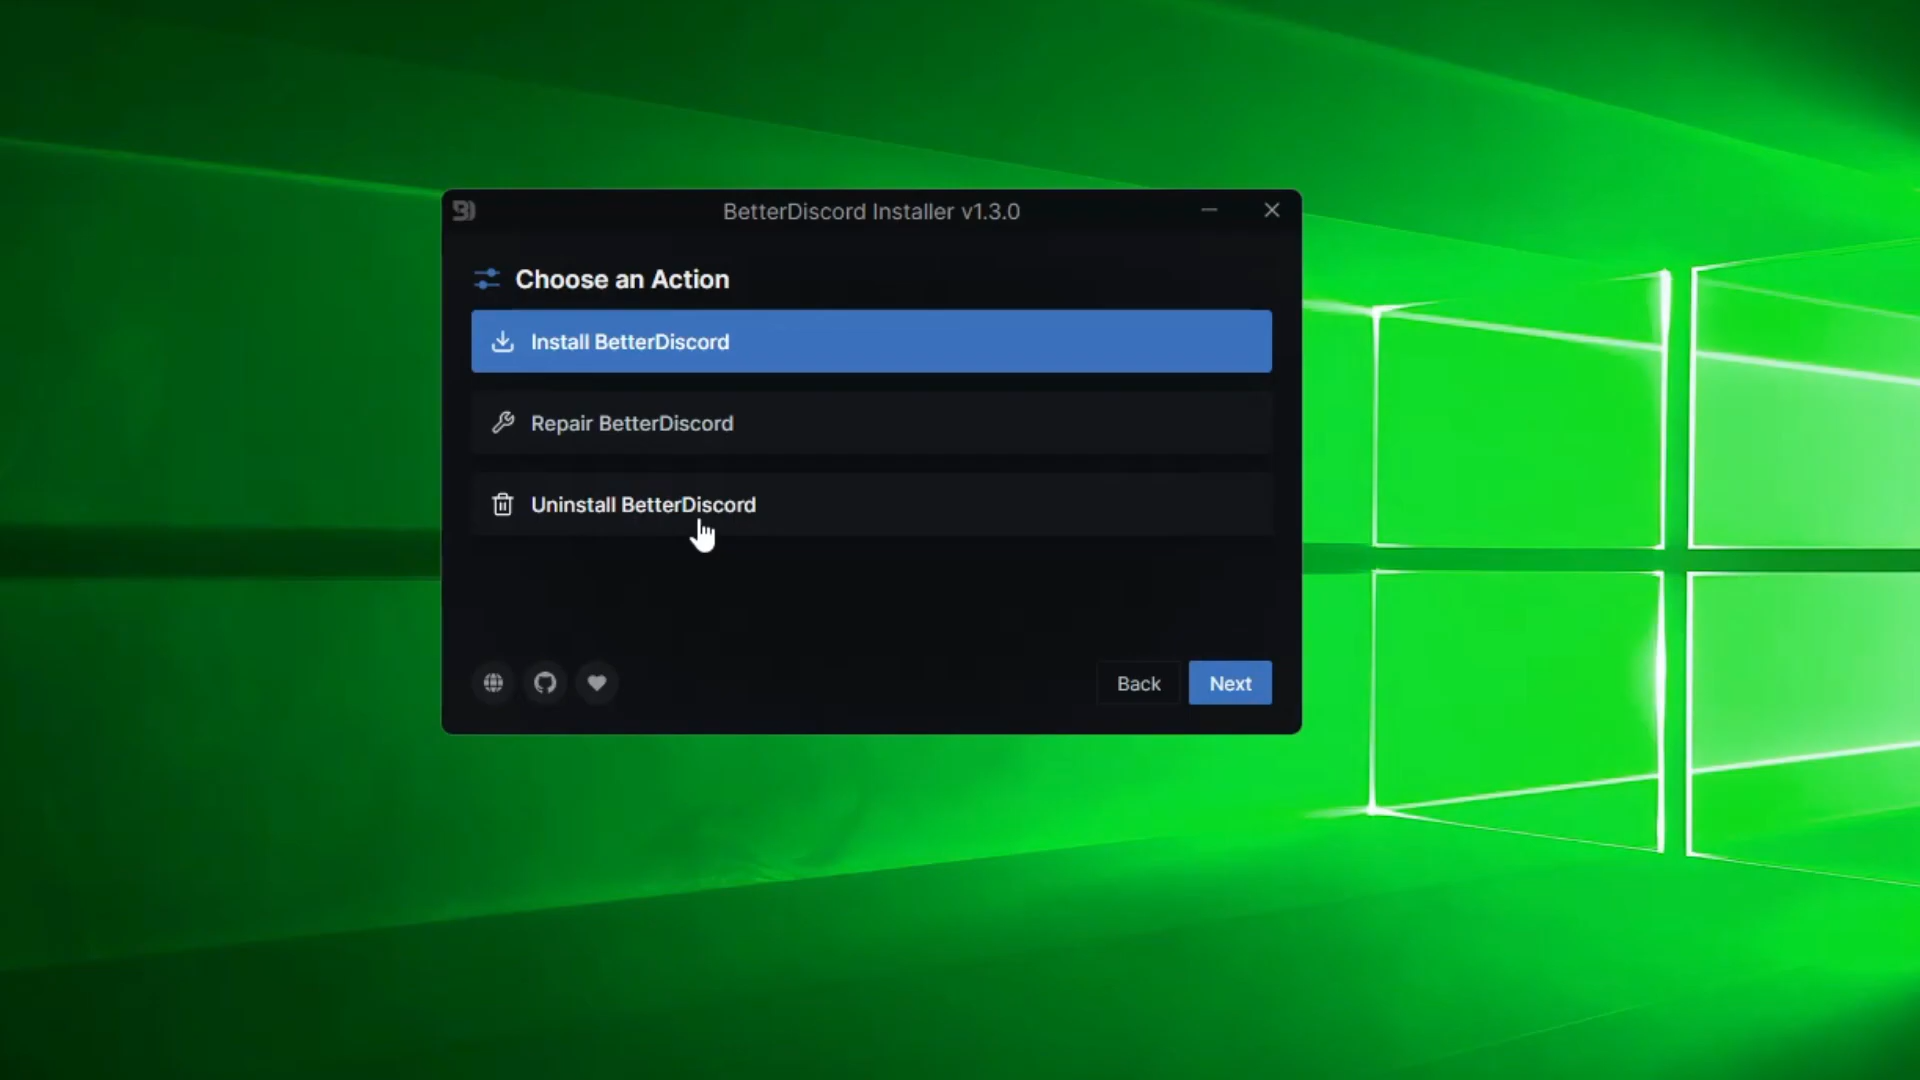 BetterDiscord Installer v1.3.0
Choose an Action
Install BetterDiscord
Repair BetterDiscord
Uninstall BetterDiscord
Back
Next